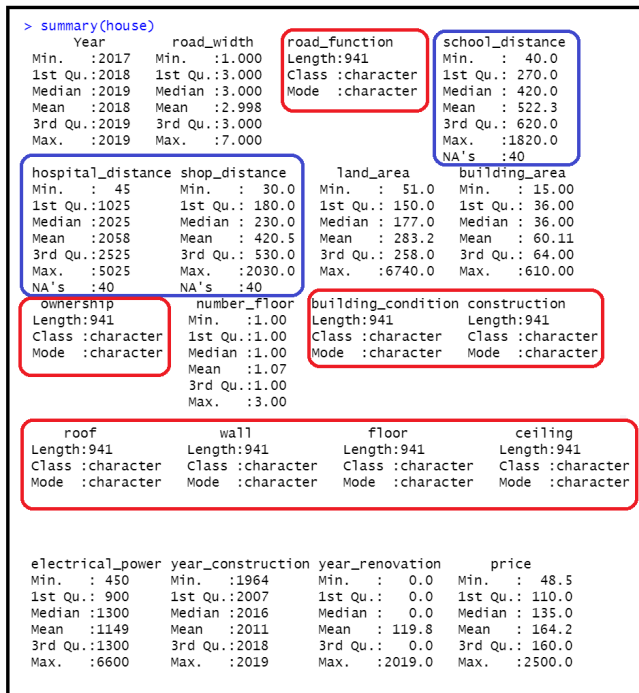 > summary(house)
Year road_width road_function school_distance
Min. :2017 Min. :1.000 Length:941 Min. : 40.0
1st Qu.:2018 1st Qu.:3.000 Class :character 1st Qu.: 270.0
Median :2019 Median :3.000 Mode :character Median : 420.0
Mean :2018 Mean :2.998 Mean : 522.3
3rd Qu.:2019 3rd Qu.:3.000 3rd Qu.: 620.0
Max. :2019 Max. :7.000 Max. :1820.0
NA's :40
hospital_distance shop_distance land_area building_area
Min. : 45 Min. : 30.0 Min. : 51.0 Min. : 15.00
1st Qu.:1025 1st Qu.: 180.0 1st Qu.: 150.0 1st Qu.: 36.00
Median :2025 Median : 230.0 Median : 177.0 Median : 36.00
Mean :2058 Mean : 420.5 Mean : 283.2 Mean : 60.11
3rd Qu.:2525 3rd Qu.: 530.0 3rd Qu.: 258.0 3rd Qu.: 64.00
Max. :5025 Max. :2030.0 Max. :6740.0 Max. :610.00
NA's :40 NA's :40
ownership number_floor building_condition construction
Length:941 Min. :1.00 Length:941 Length:941
Class :character 1st Qu.:1.00 Class :character Class :character
Mode :character Median :1.00 Mode :character Mode :character
Mean :1.07
3rd Qu.:1.00
Max. :3.00
roof wall floor ceiling
Length:941 Length:941 Length:941 Length:941
Class :character Class :character Class :character Class :character
Mode :character Mode :character Mode :character Mode :character
electrical_power year_construction year_renovation price
Min. : 450 Min. :1964 Min. : 0.0 Min. : 48.5
1st Qu.: 900 1st Qu.:2007 1st Qu.: 0.0 1st Qu.: 110.0
Median :1300 Median :2016 Median : 0.0 Median : 135.0
Mean :1149 Mean :2011 Mean : 119.8 Mean : 164.2
3rd Qu.:1300 3rd Qu.:2018 3rd Qu.: 0.0 3rd Qu.: 160.0
Max. :6600 Max. :2019 Max. :2019.0 Max. :2500.0